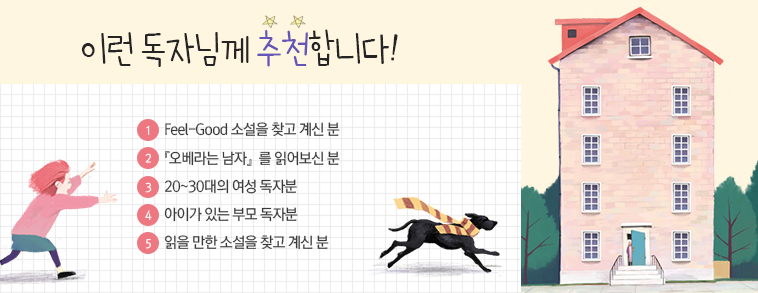 이런 독자님께 추천합니다!
1 Feel-Good 소설을 찾고 계신 분
2 『오베라는 남자』를 읽어보신 분
3 20~30대의 여성 독자분
4 아이가 있는 부모 독자분
5 읽을 만한 소설을 찾고 계신 분